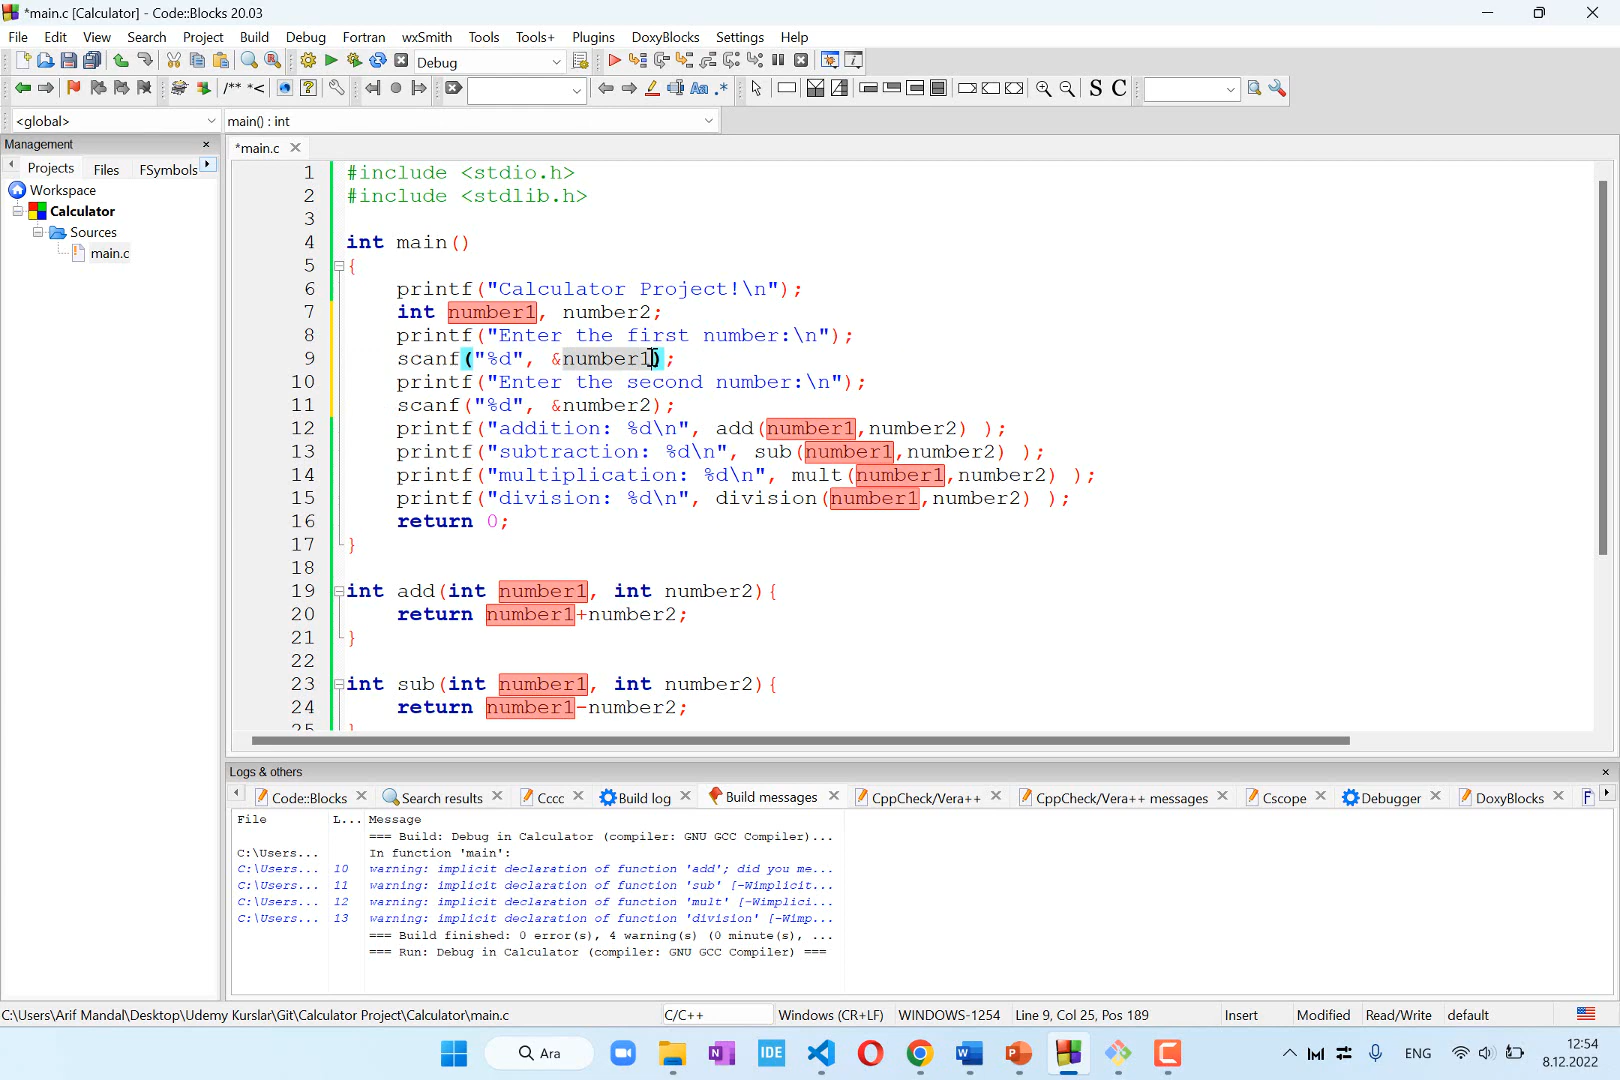 *main.c [Calculator] - Code::Blocks 20.03
File Edit View Search Project Build Debug Fortran wxSmith Tools Tools+ Plugins DoxyBlocks Settings Help
Debug
/** *<
Aa .* S C
<global> main() : int
Management
*main.c
Projects Files FSymbols
Workspace
Calculator
Sources
main.c
1 #include <stdio.h>
2 #include <stdlib.h>
3
4 int main()
5 {
6 printf("Calculator Project!\n");
7 int number1, number2;
8 printf("Enter the first number:\n");
9 scanf("%d", &number1);
10 printf("Enter the second number:\n");
11 scanf("%d", &number2);
12 printf("addition: %d\n", add(number1,number2) );
13 printf("subtraction: %d\n", sub(number1,number2) );
14 printf("multiplication: %d\n", mult(number1,number2) );
15 printf("division: %d\n", division(number1,number2) );
16 return 0;
17 }
18
19 int add(int number1, int number2){
20 return number1+number2;
21 }
22
23 int sub(int number1, int number2){
24 return number1-number2;
25 }
Logs & others
Code::Blocks Search results Cccc Build log Build messages CppCheck/Vera++ CppCheck/Vera++ messages Cscope Debugger DoxyBlocks F
File L... Message
=== Build: Debug in Calculator (compiler: GNU GCC Compiler)...
C:\Users... In function 'main':
C:\Users... 10 warning: implicit declaration of function 'add'; did you me...
C:\Users... 11 warning: implicit declaration of function 'sub' [-Wimplicit...
C:\Users... 12 warning: implicit declaration of function 'mult' [-Wimplici...
C:\Users... 13 warning: implicit declaration of function 'division' [-Wimp...
=== Build finished: 0 error(s), 4 warning(s) (0 minute(s), ...
=== Run: Debug in Calculator (compiler: GNU GCC Compiler) ===
C:\Users\Arif Mandal\Desktop\Udemy Kurslar\Git\Calculator Project\Calculator\main.c C/C++ Windows (CR+LF) WINDOWS-1254 Line 9, Col 25, Pos 189 Insert Modified Read/Write default
Ara
IDE
ENG
12:54
8.12.2022